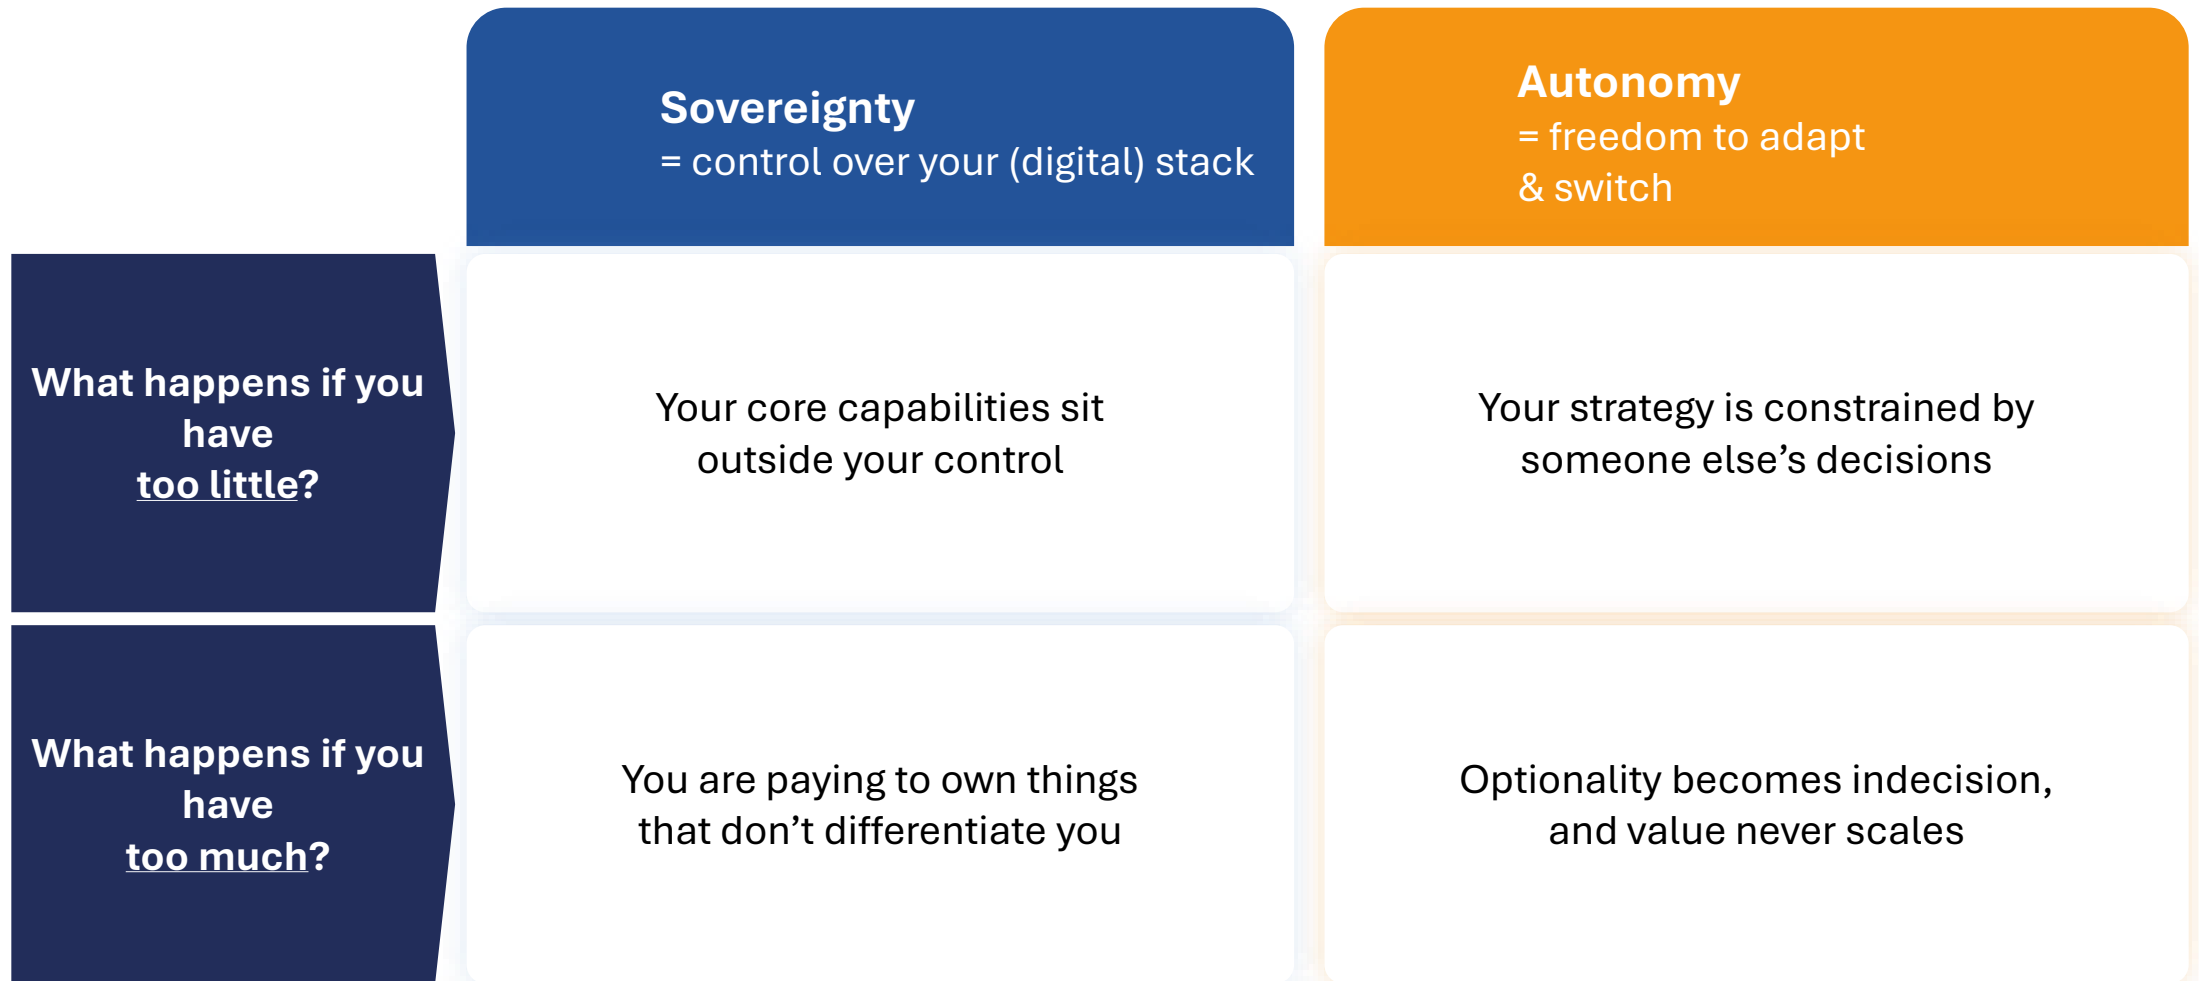 Sovereignty
= control over your (digital) stack
Autonomy
= freedom to adapt
& switch
What happens if you
have
too little?
Your core capabilities sit
outside your control
Your strategy is constrained by
someone else’s decisions
What happens if you
have
too much?
You are paying to own things
that don’t differentiate you
Optionality becomes indecision,
and value never scales